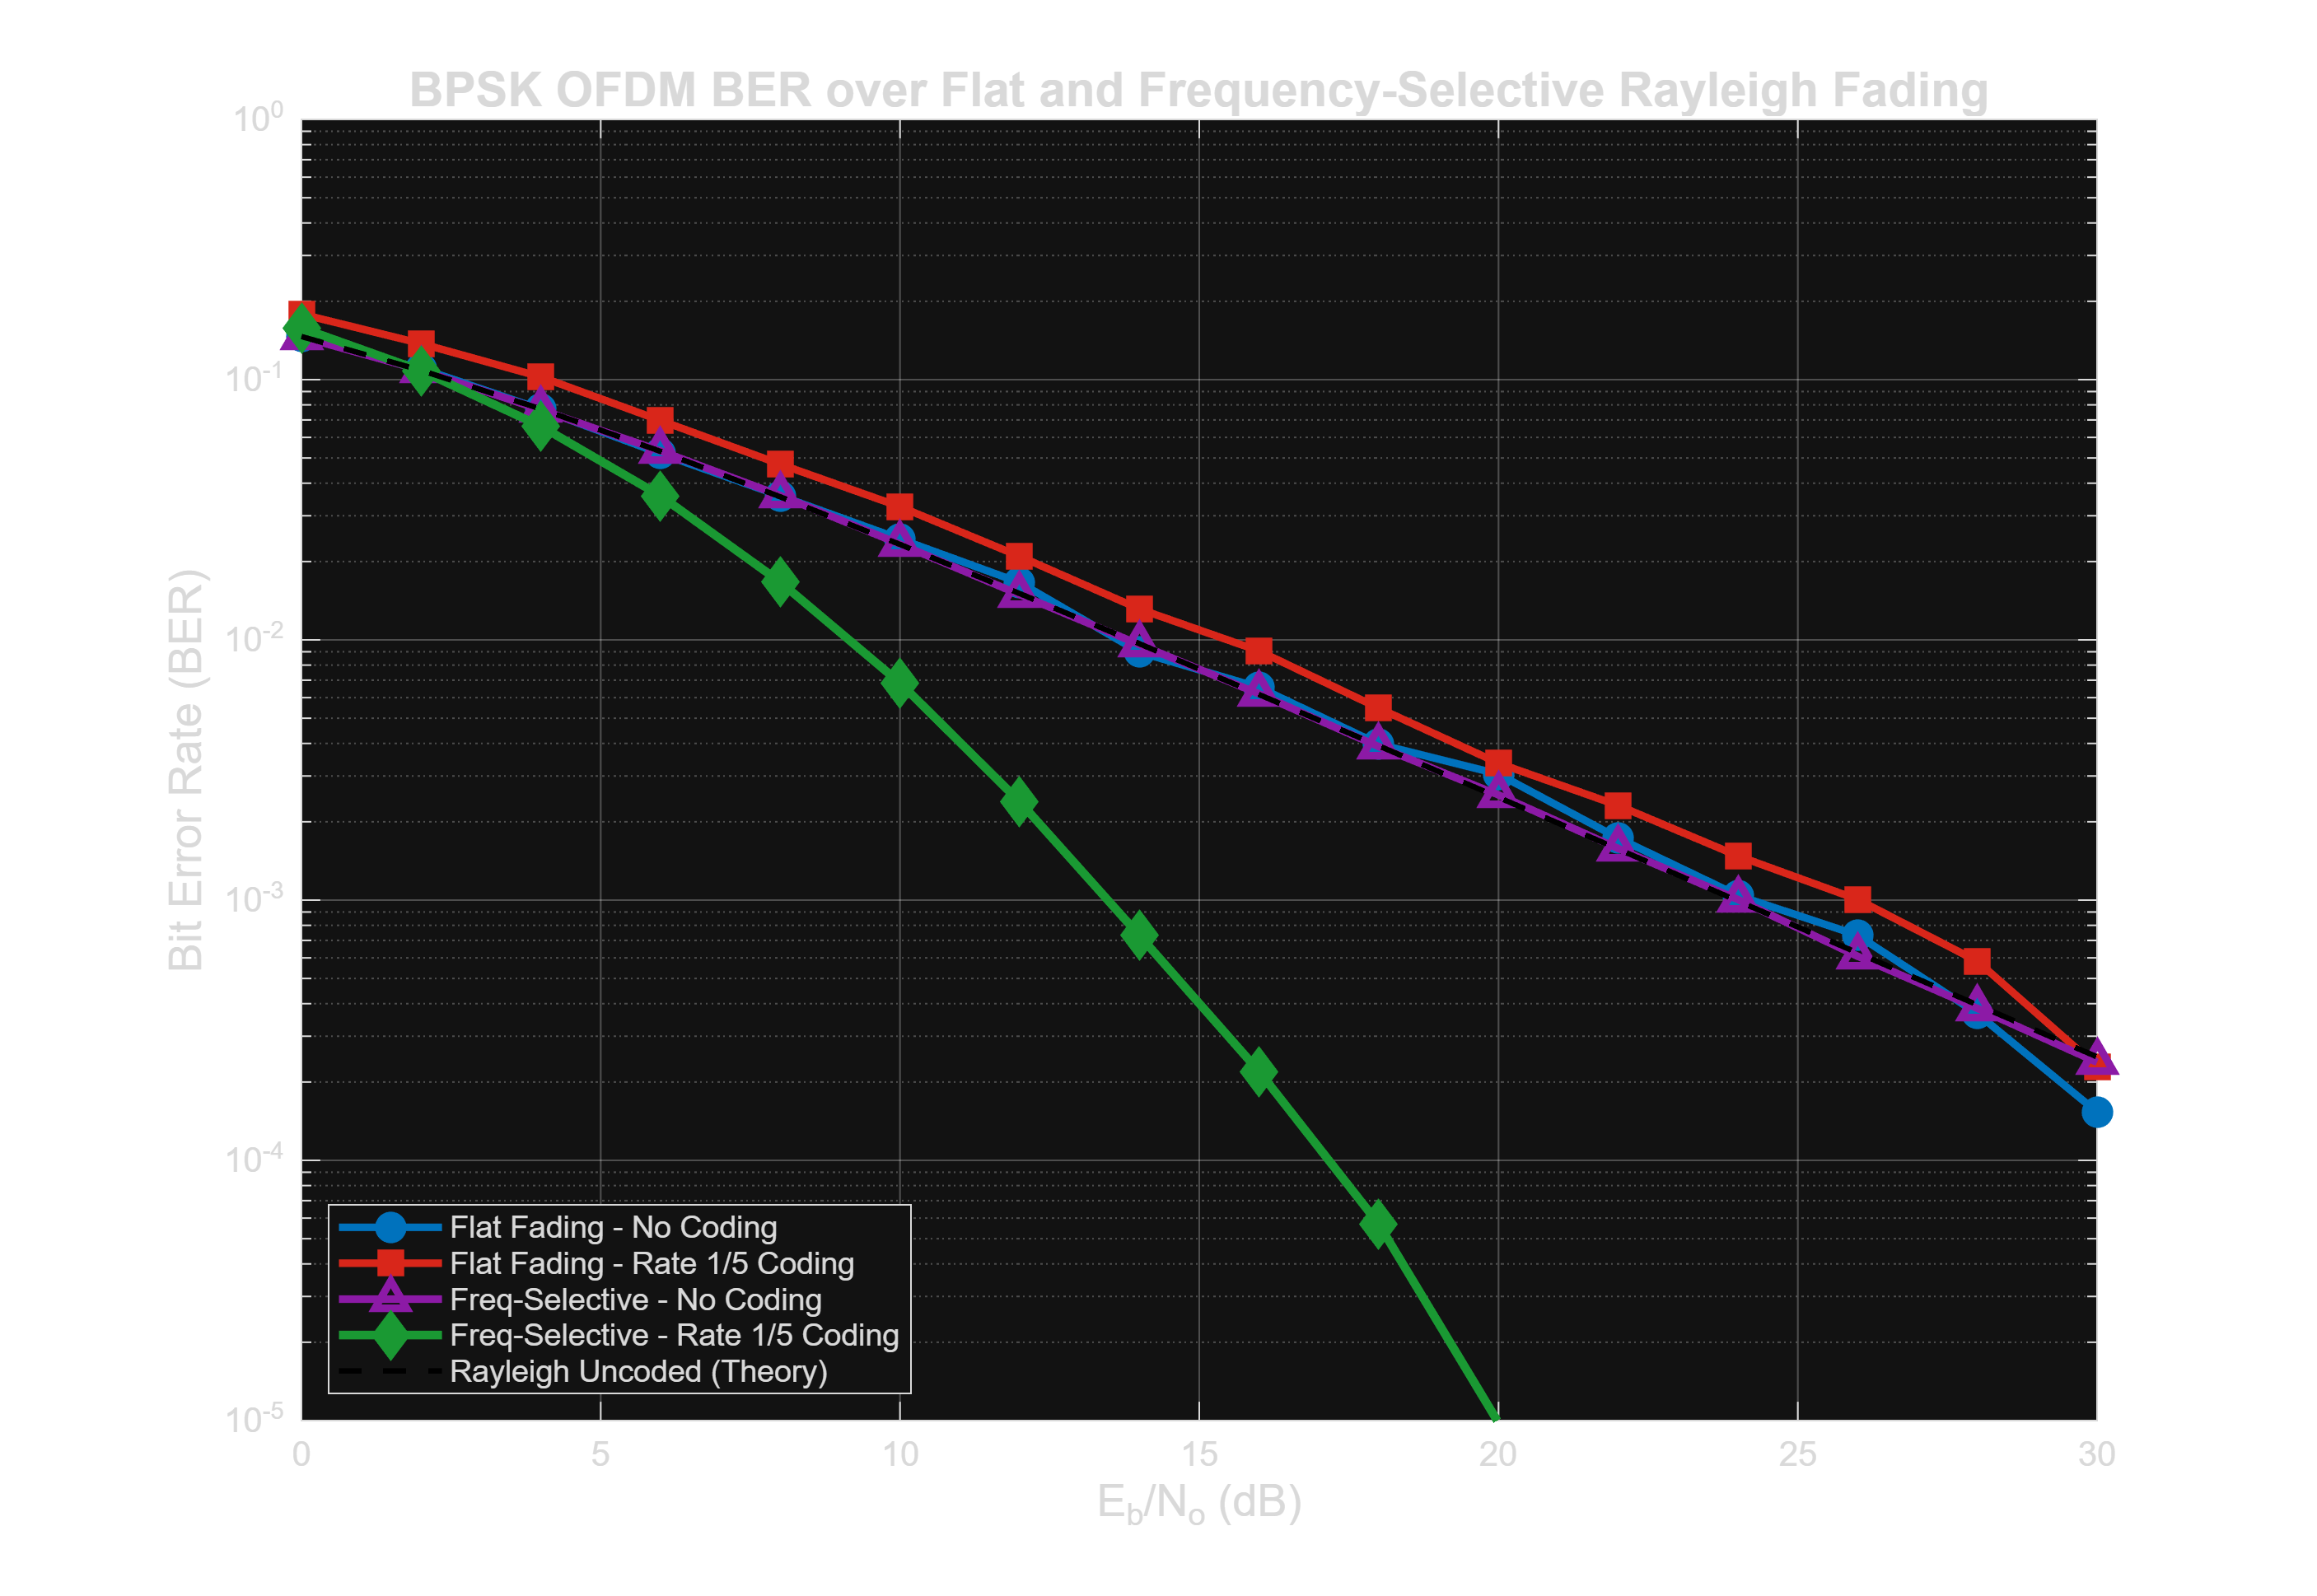 BPSK OFDM BER over Flat and Frequency-Selective Rayleigh Fading
10^0
10^-1
10^-2
10^-3
10^-4
10^-5
Bit Error Rate (BER)
Flat Fading - No Coding
Flat Fading - Rate 1/5 Coding
Freq-Selective - No Coding
Freq-Selective - Rate 1/5 Coding
Rayleigh Uncoded (Theory)
0 5 10 15 20 25 30
E_b/N_o (dB)